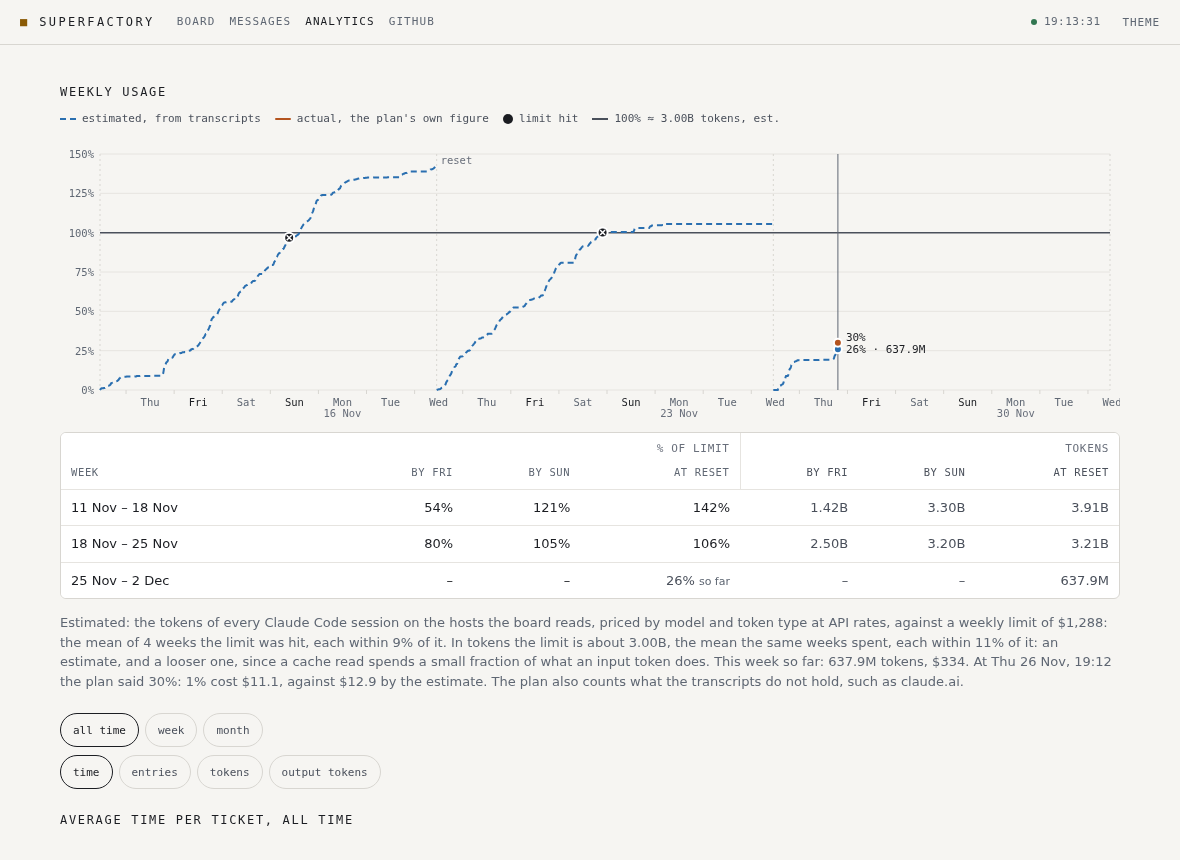 SUPERFACTORY BOARD MESSAGES ANALYTICS GITHUB 19:13:31 THEME
WEEKLY USAGE
estimated, from transcripts actual, the plan's own figure limit hit 100% ≈ 3.00B tokens, est.
150%
reset
125%
100%
75%
50%
30%
25%
26% · 637.9M
0%
Thu Fri Sat Sun Mon Tue Wed Thu Fri Sat Sun Mon Tue Wed Thu Fri Sat Sun Mon Tue Wed
16 Nov 23 Nov 30 Nov
% OF LIMIT TOKENS
WEEK BY FRI BY SUN AT RESET BY FRI BY SUN AT RESET
11 Nov – 18 Nov 54% 121% 142% 1.42B 3.30B 3.91B
18 Nov – 25 Nov 80% 105% 106% 2.50B 3.20B 3.21B
25 Nov – 2 Dec – – 26% so far – – 637.9M
Estimated: the tokens of every Claude Code session on the hosts the board reads, priced by model and token type at API rates, against a weekly limit of $1,288:
the mean of 4 weeks the limit was hit, each within 9% of it. In tokens the limit is about 3.00B, the mean the same weeks spent, each within 11% of it: an
estimate, and a looser one, since a cache read spends a small fraction of what an input token does. This week so far: 637.9M tokens, $334. At Thu 26 Nov, 19:12
the plan said 30%: 1% cost $11.1, against $12.9 by the estimate. The plan also counts what the transcripts do not hold, such as claude.ai.
all time week month
time entries tokens output tokens
AVERAGE TIME PER TICKET, ALL TIME